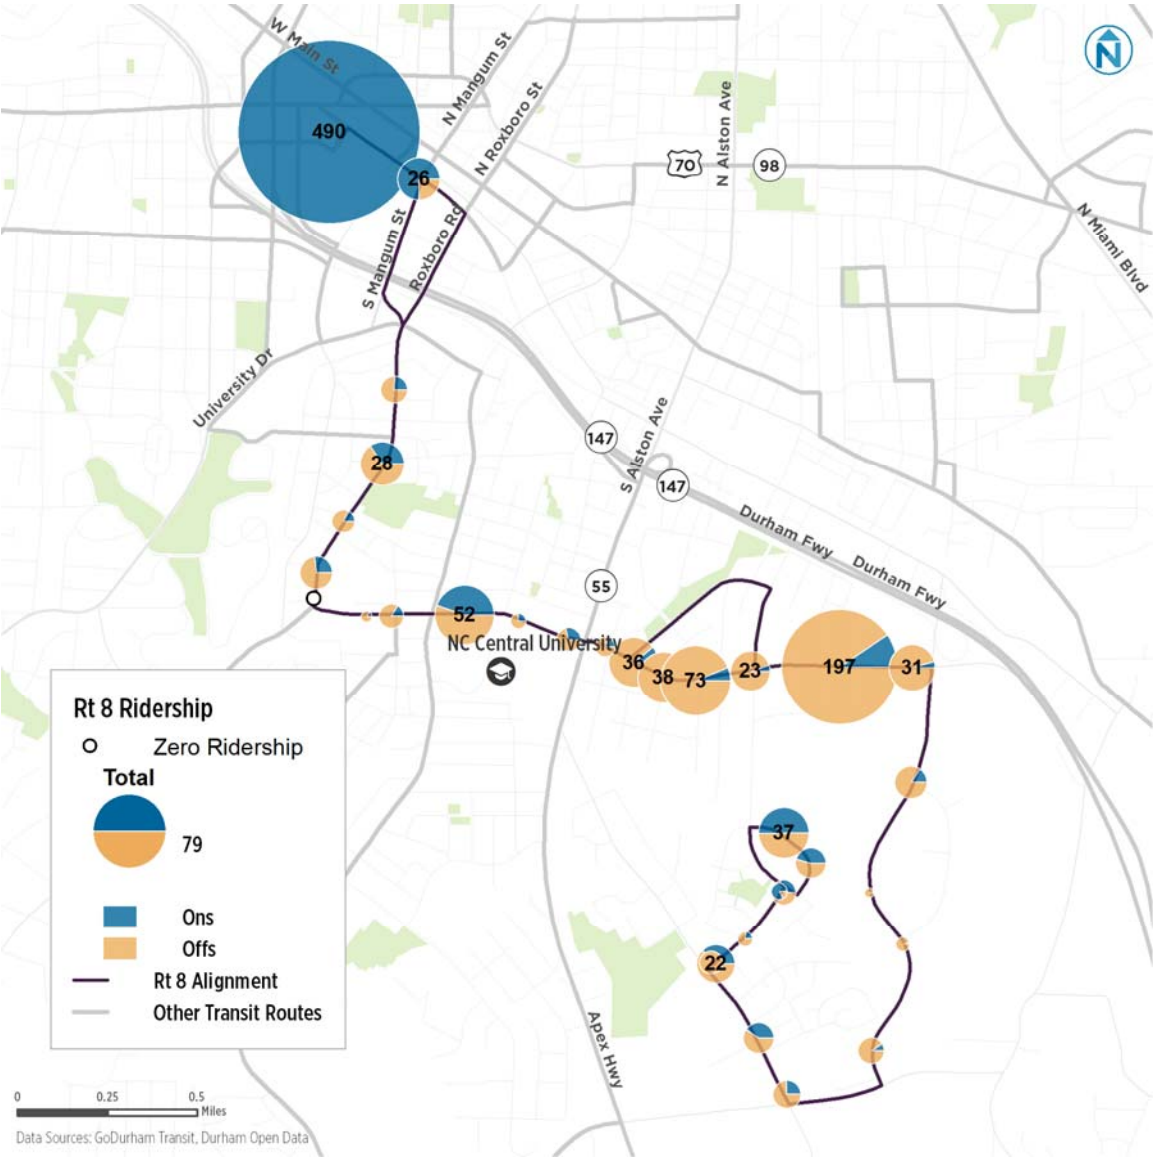 W Main St
N Mangum St
N Roxboro St
N
490
26
70
N Alston Ave
98
N Miami Blvd
S Mangum St
Roxboro Rd
University Dr
28
147
S Alston Ave
147
Durham Fwy
Durham Fwy
55
52
NC Central University
36
38
73
23
197
31
37
22
Apex Hwy
Rt 8 Ridership
Zero Ridership
Total
79
Ons
Offs
Rt 8 Alignment
Other Transit Routes
0 0.25 0.5
Miles
Data Sources: GoDurham Transit, Durham Open Data